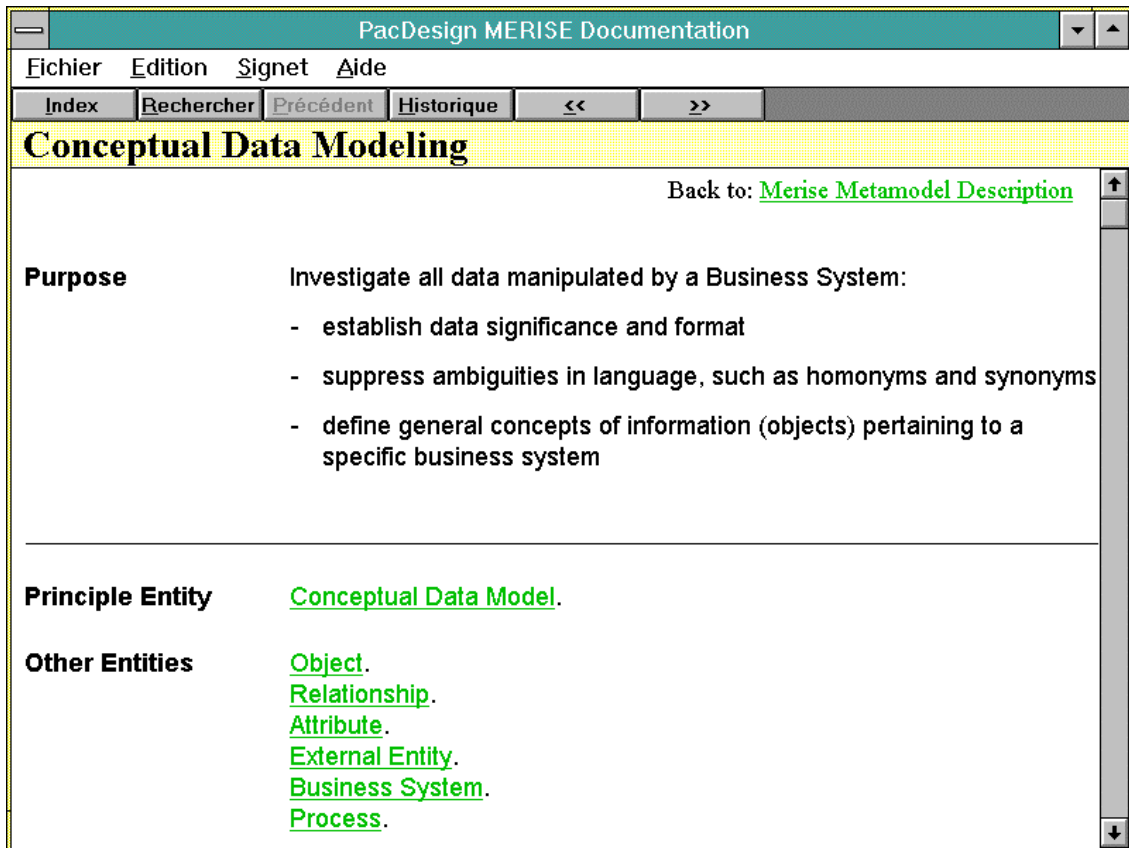 PacDesign MERISE Documentation
Fichier Edition Signet Aide
Index Rechercher Précédent Historique << >>
Conceptual Data Modeling
Back to: Merise Metamodel Description
Purpose Investigate all data manipulated by a Business System:
- establish data significance and format
- suppress ambiguities in language, such as homonyms and synonyms
- define general concepts of information (objects) pertaining to a
specific business system
Principle Entity Conceptual Data Model.
Other Entities Object.
Relationship.
Attribute.
External Entity.
Business System.
Process.